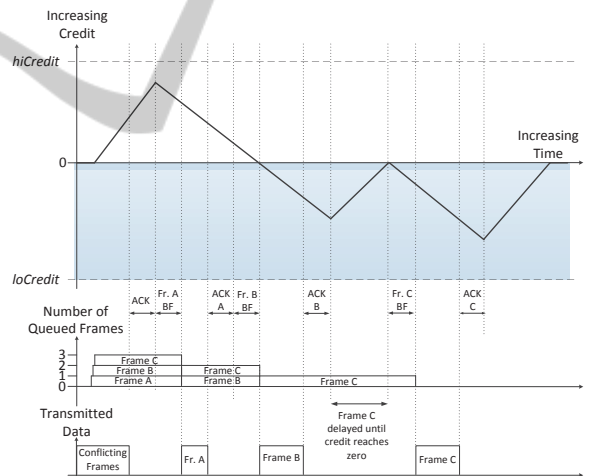 Increasing
Credit
hiCredit
Increasing
Time
0
loCredit
ACK
Fr. A
BF
ACK
A
Fr. B
BF
ACK
B
Fr. C
BF
ACK
C
Number of
Queued Frames
3
2
1
0
Frame C
Frame B
Frame A
Frame C
Frame B
Frame C
Frame C
delayed until
credit reaches
zero
Transmitted
Data
Conflicting
Frames
Fr. A
Frame B
Frame C